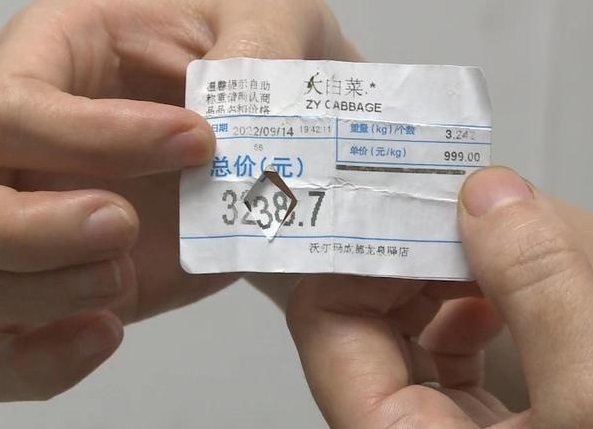 温馨提示自助
称重请确认商
品品名和价格
大白菜*
ZY CABBAGE
日期 2022/09/14 19:42:11
重量(kg)/个数 3.242
56
单价(元/kg) 999.00
总价(元)
3238.7
沃尔玛成都龙泉驿店